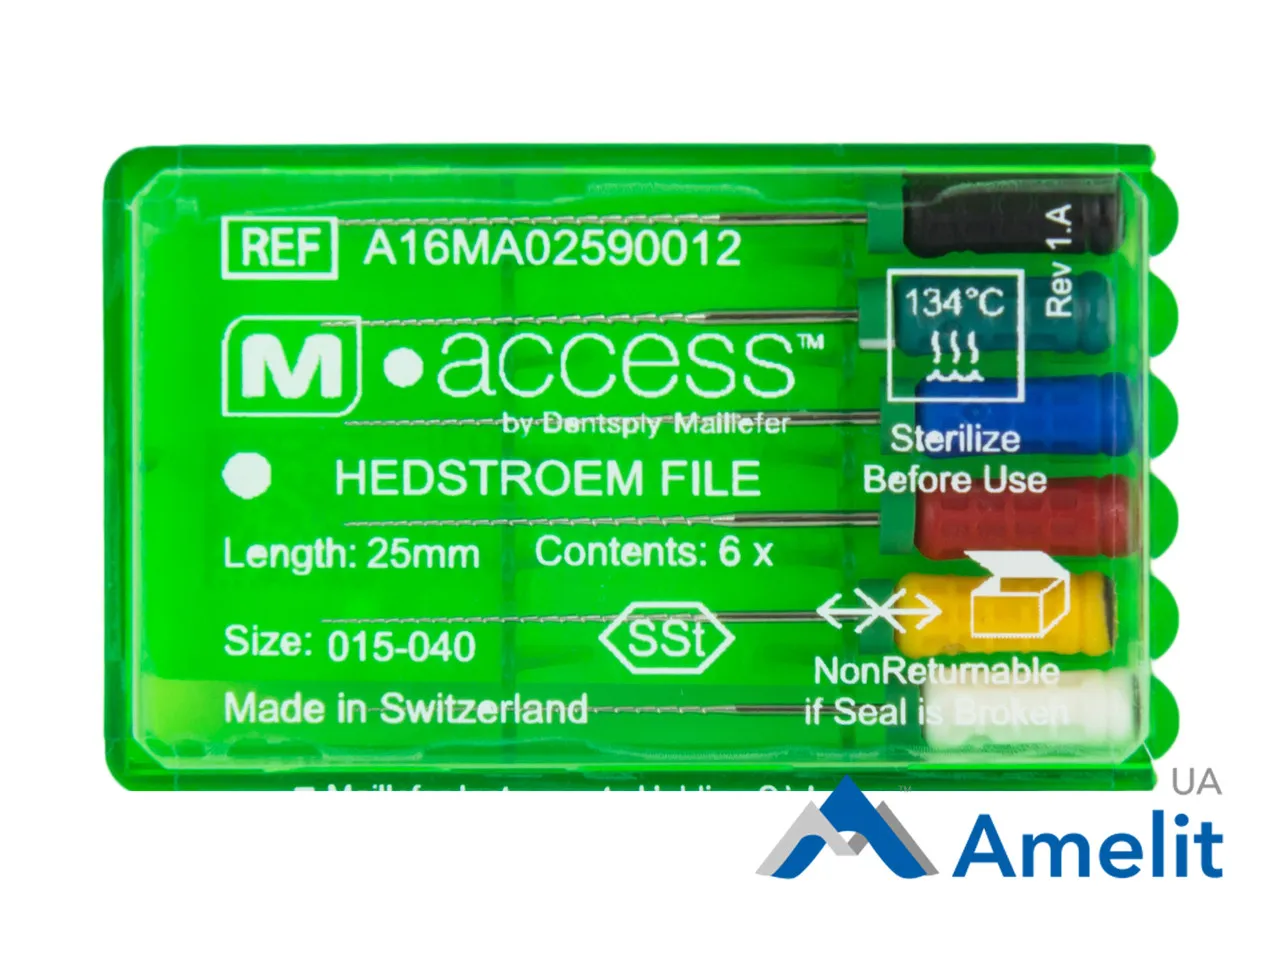 REF A16MA02590012
Rev 1.A
M access™
by Dentsply Maillefer
134°C
Sterilize
Before Use
HEDSTROEM FILE
Length: 25mm Contents: 6 x
Size: 015-040 SSt
NonReturnable
if Seal is Broken
Made in Switzerland
UA
Amelit